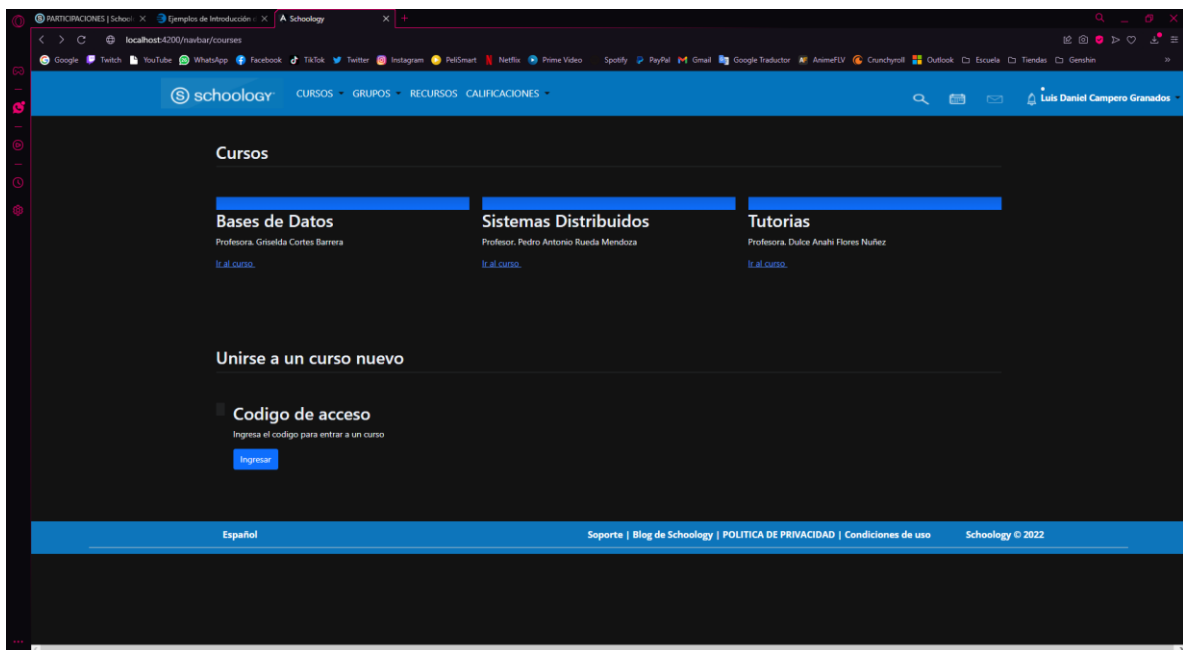 PARTICIPACIONES | School Ejemplos de Introducción Schoology
localhost:4200/navbar/courses
Google Twitch YouTube WhatsApp Facebook TikTok Twitter Instagram PeliSmart Netflix Prime Video Spotify PayPal Gmail Google Traductor AnimeFLV Crunchyroll Outlook Escuela Tiendas Genshin
schoology CURSOS GRUPOS RECURSOS CALIFICACIONES Luis Daniel Campero Granados
Cursos
Bases de Datos Sistemas Distribuidos Tutorias
Profesora. Griselda Cortes Barrera Profesor. Pedro Antonio Rueda Mendoza Profesora. Dulce Anahi Flores Nuñez
Ir al curso Ir al curso Ir al curso
Unirse a un curso nuevo
Codigo de acceso
Ingresa el codigo para entrar a un curso
Ingresar
Español Soporte | Blog de Schoology | POLITICA DE PRIVACIDAD | Condiciones de uso Schoology © 2022